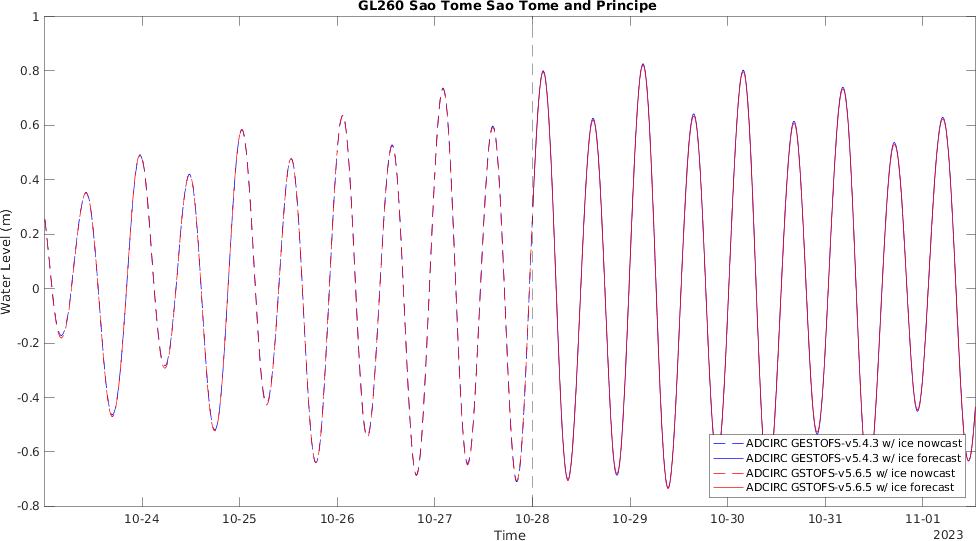 GL260 Sao Tome Sao Tome and Principe
1
0.8
0.6
0.4
0.2
0
-0.2
-0.4
-0.6
-0.8
Water Level (m)
10-24 10-25 10-26 10-27 10-28 10-29 10-30 10-31 11-01
Time
2023
ADCIRC GESTOFS-v5.4.3 w/ ice nowcast
ADCIRC GESTOFS-v5.4.3 w/ ice forecast
ADCIRC GSTOFS-v5.6.5 w/ ice nowcast
ADCIRC GSTOFS-v5.6.5 w/ ice forecast